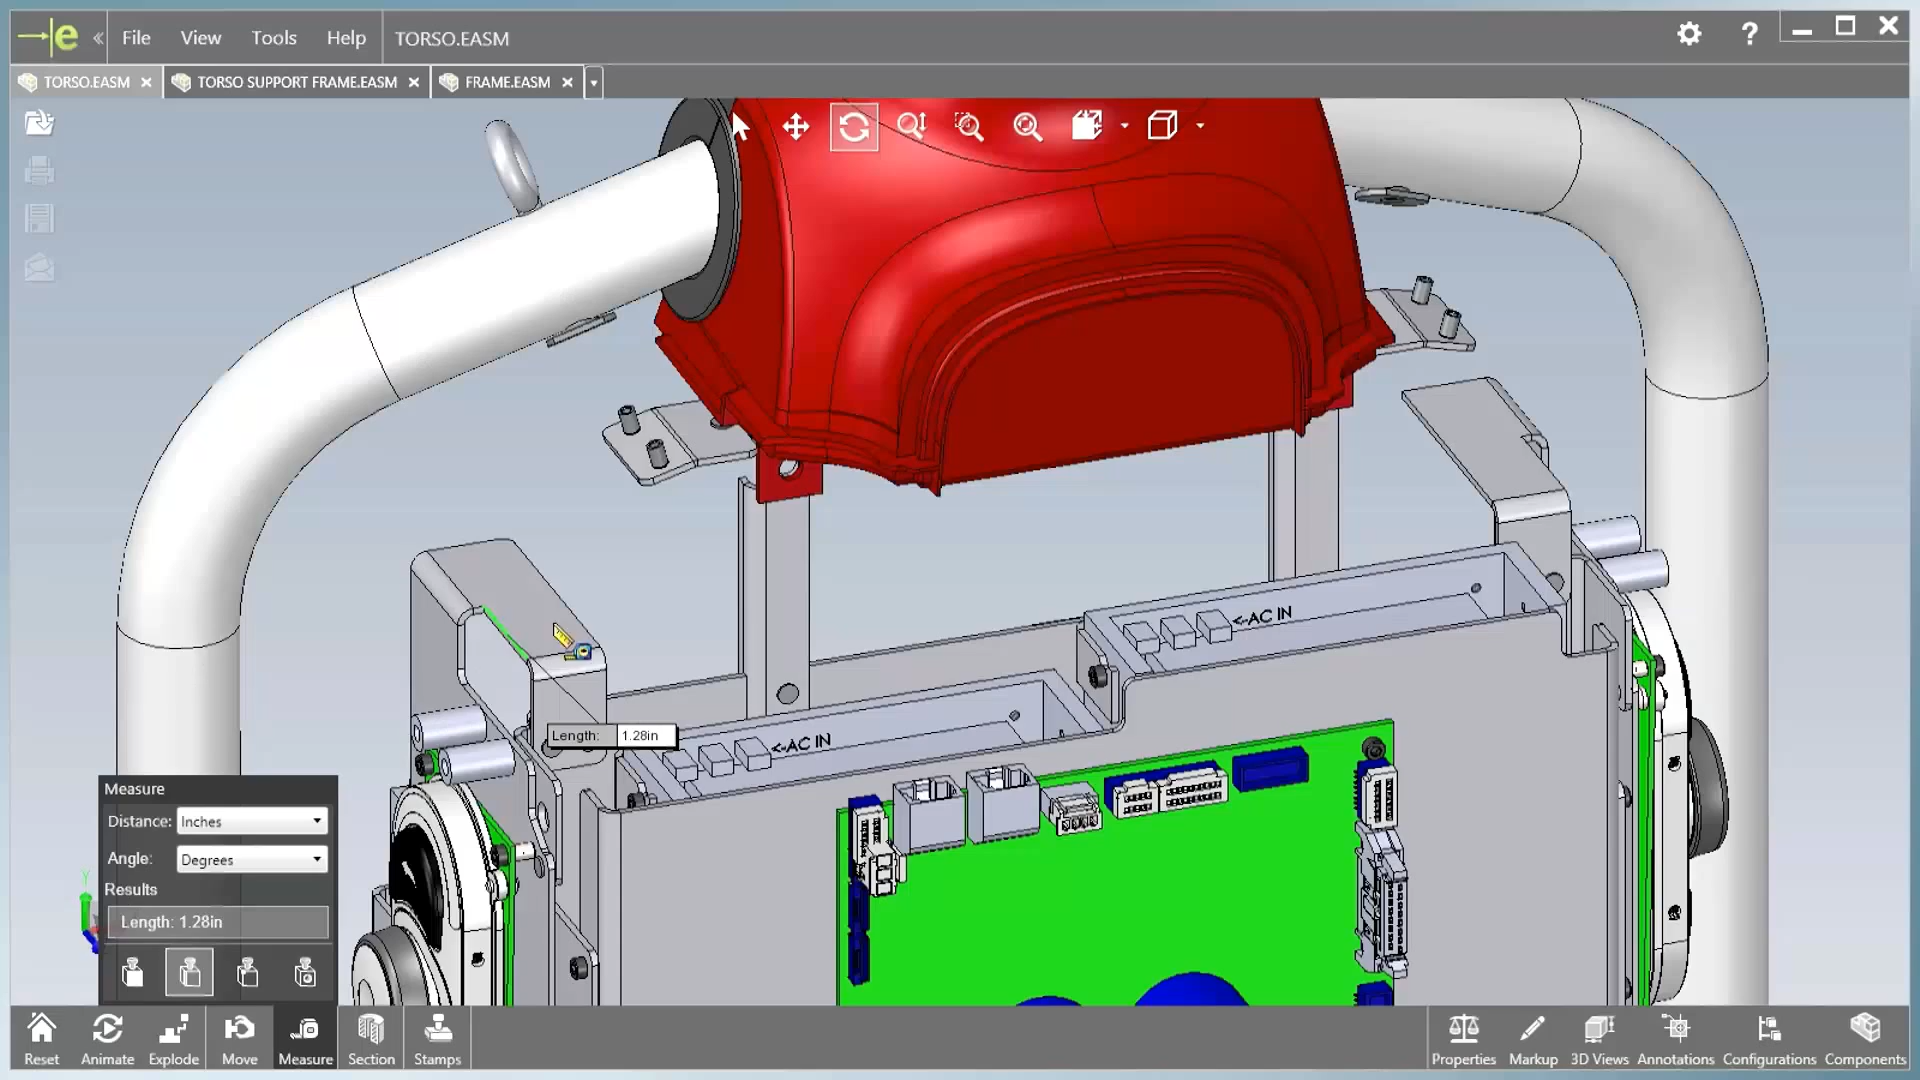 e « File View Tools Help TORSO.EASM ?
TORSO.EASM TORSO SUPPORT FRAME.EASM FRAME.EASM
<-AC IN
Length: 1.28in
<-AC IN
Measure
Distance: Inches
Angle: Degrees
Results
Length: 1.28in
Y
Reset Animate Explode Move Measure Section Stamps Properties Markup 3D Views Annotations Configurations Components